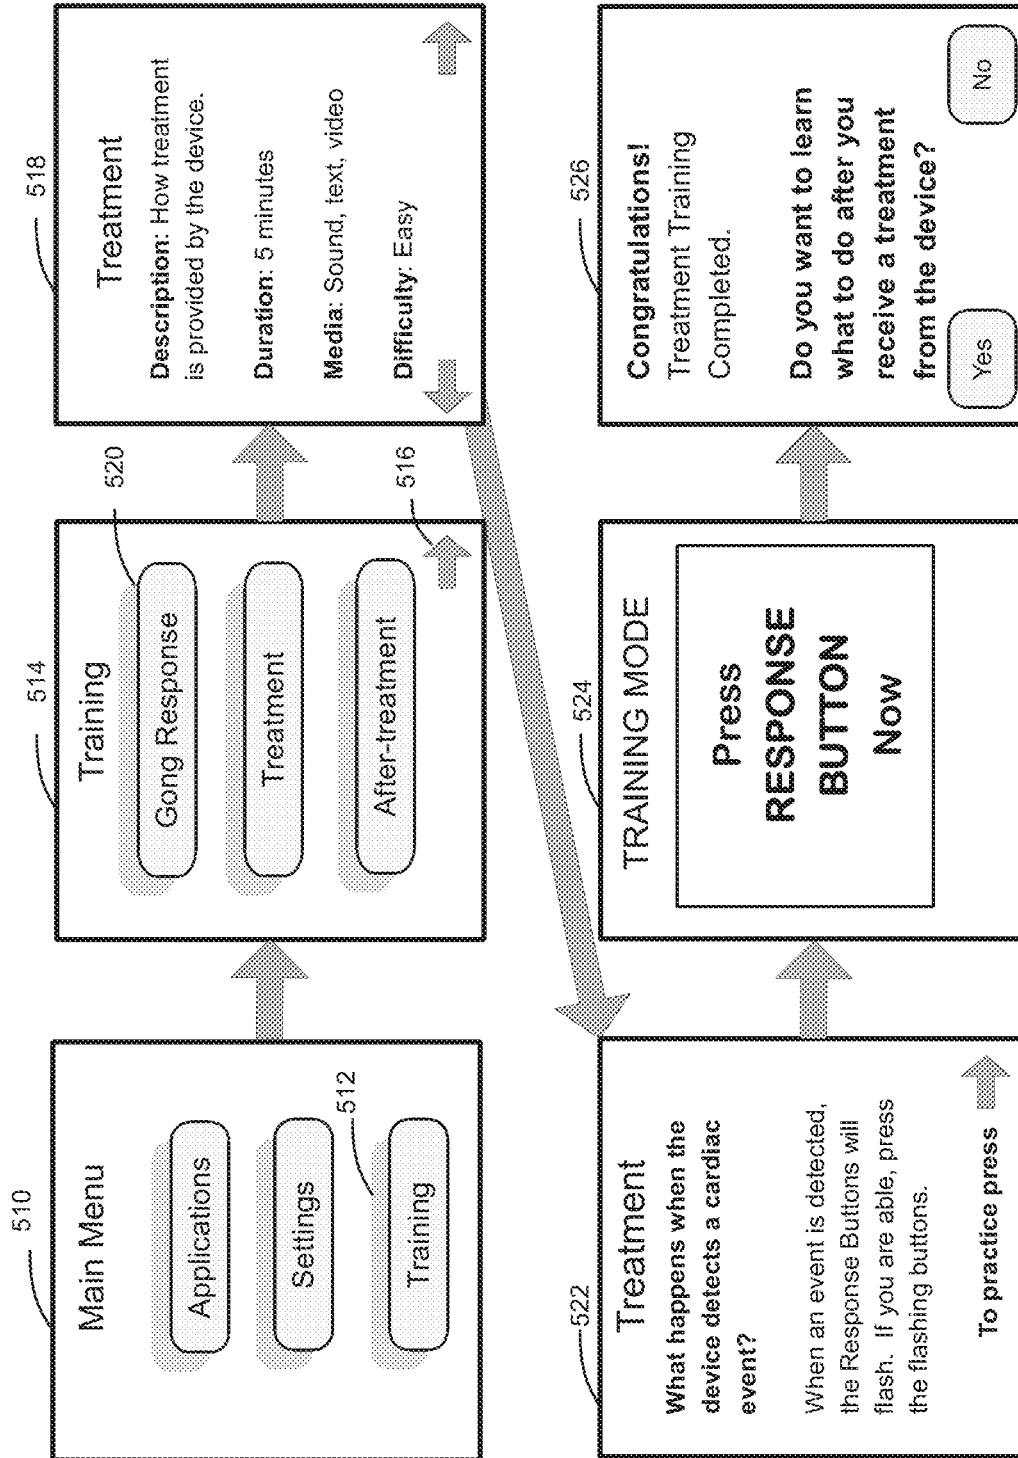 510
Main Menu
Applications
Settings
512
Training
514
Training
520
Gong Response
Treatment
After-treatment
516
518
Treatment
Description: How treatment
is provided by the device.
Duration: 5 minutes
Media: Sound, text, video
Difficulty: Easy
522
Treatment
What happens when the
device detects a cardiac
event?
When an event is detected,
the Response Buttons will
flash. If you are able, press
the flashing buttons.
To practice press
524
TRAINING MODE
Press
RESPONSE
BUTTON
Now
526
Congratulations!
Treatment Training
Completed.
Do you want to learn
what to do after you
receive a treatment
from the device?
Yes
No